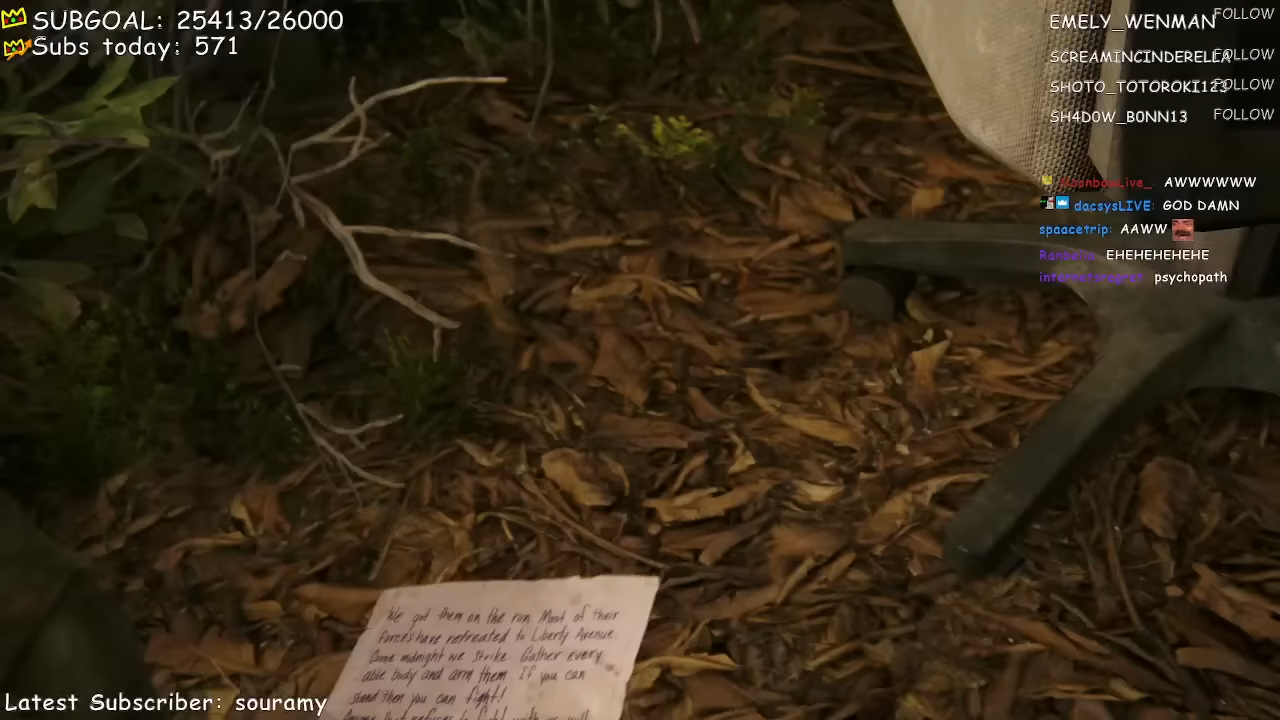 SUBGOAL: 25413/26000
Subs today: 571
EMELY_WENMAN FOLLOW
SCREAMINCINDERELLA FOLLOW
SHOTO_TOTOROKI123 FOLLOW
SH4D0W_B0NN13 FOLLOW
AWWWWWW
dacsysLIVE: GOD DAMN
spaacetrip: AAWW
EHEHEHEHEHE
psychopath
We got them on the run. Most of their
forces have retreated to Liberty Avenue.
Come midnight we strike. Gather every
able body and arm them. If you can
stand then you can fight!
Latest Subscriber: souramy